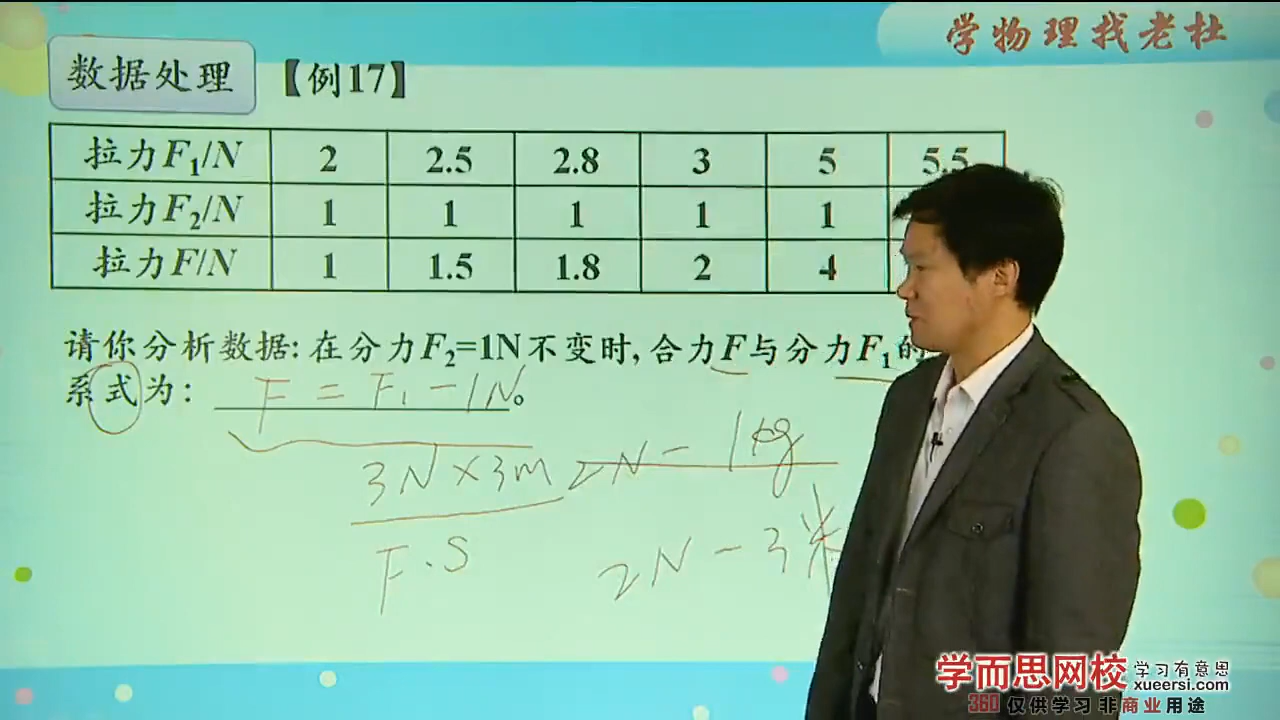 学物理找老杜
数据处理 【例17】
拉力F₁/N 2 2.5 2.8 3 5 5.5
拉力F₂/N 1 1 1 1 1
拉力F/N 1 1.5 1.8 2 4
请你分析数据:在分力F₂=1N不变时,合力F与分力F₁的
系式为: F = F₁ - 1N。
3N × 3m 2N - 1kg
F·S 2N - 3米
学而思网校 学习有意思
xueersi.com
360 仅供学习 非商业用途